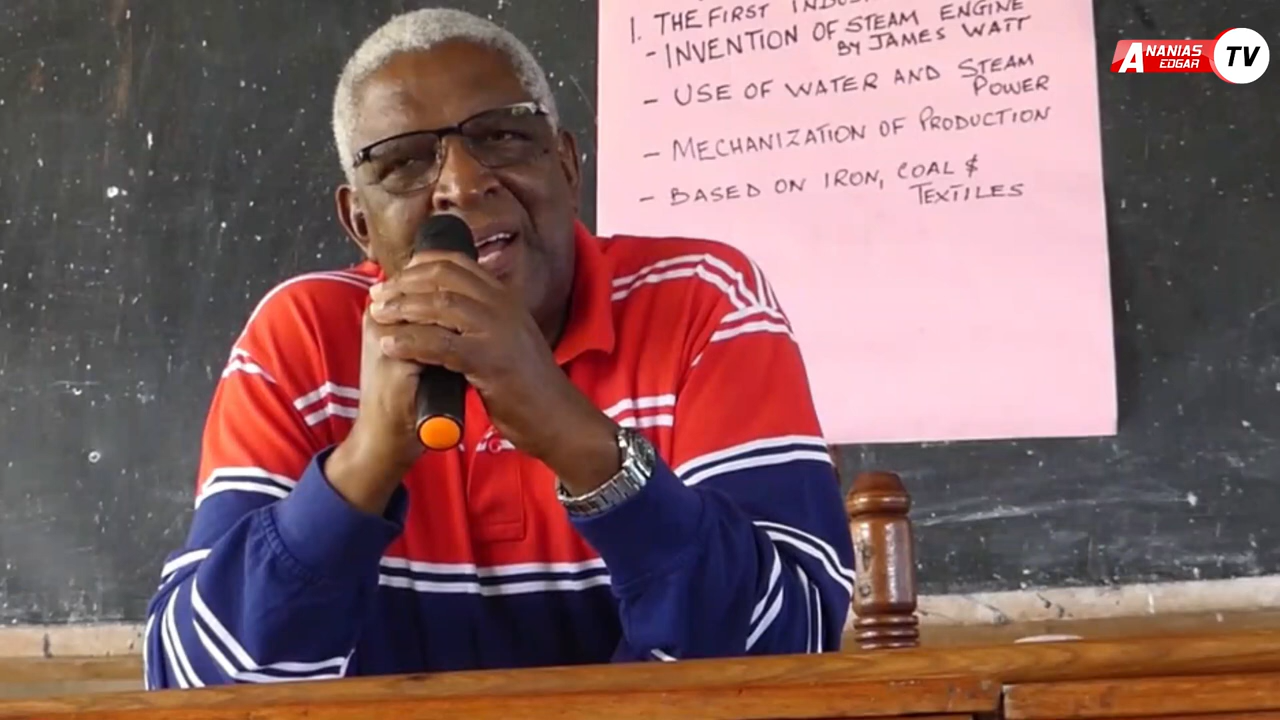 1. THE FIRST
- INVENTION OF STEAM ENGINE
BY JAMES WATT
- USE OF WATER AND STEAM
POWER
- MECHANIZATION OF PRODUCTION
- BASED ON IRON, COAL &
TEXTILES
ANANIAS
EDGAR
TV